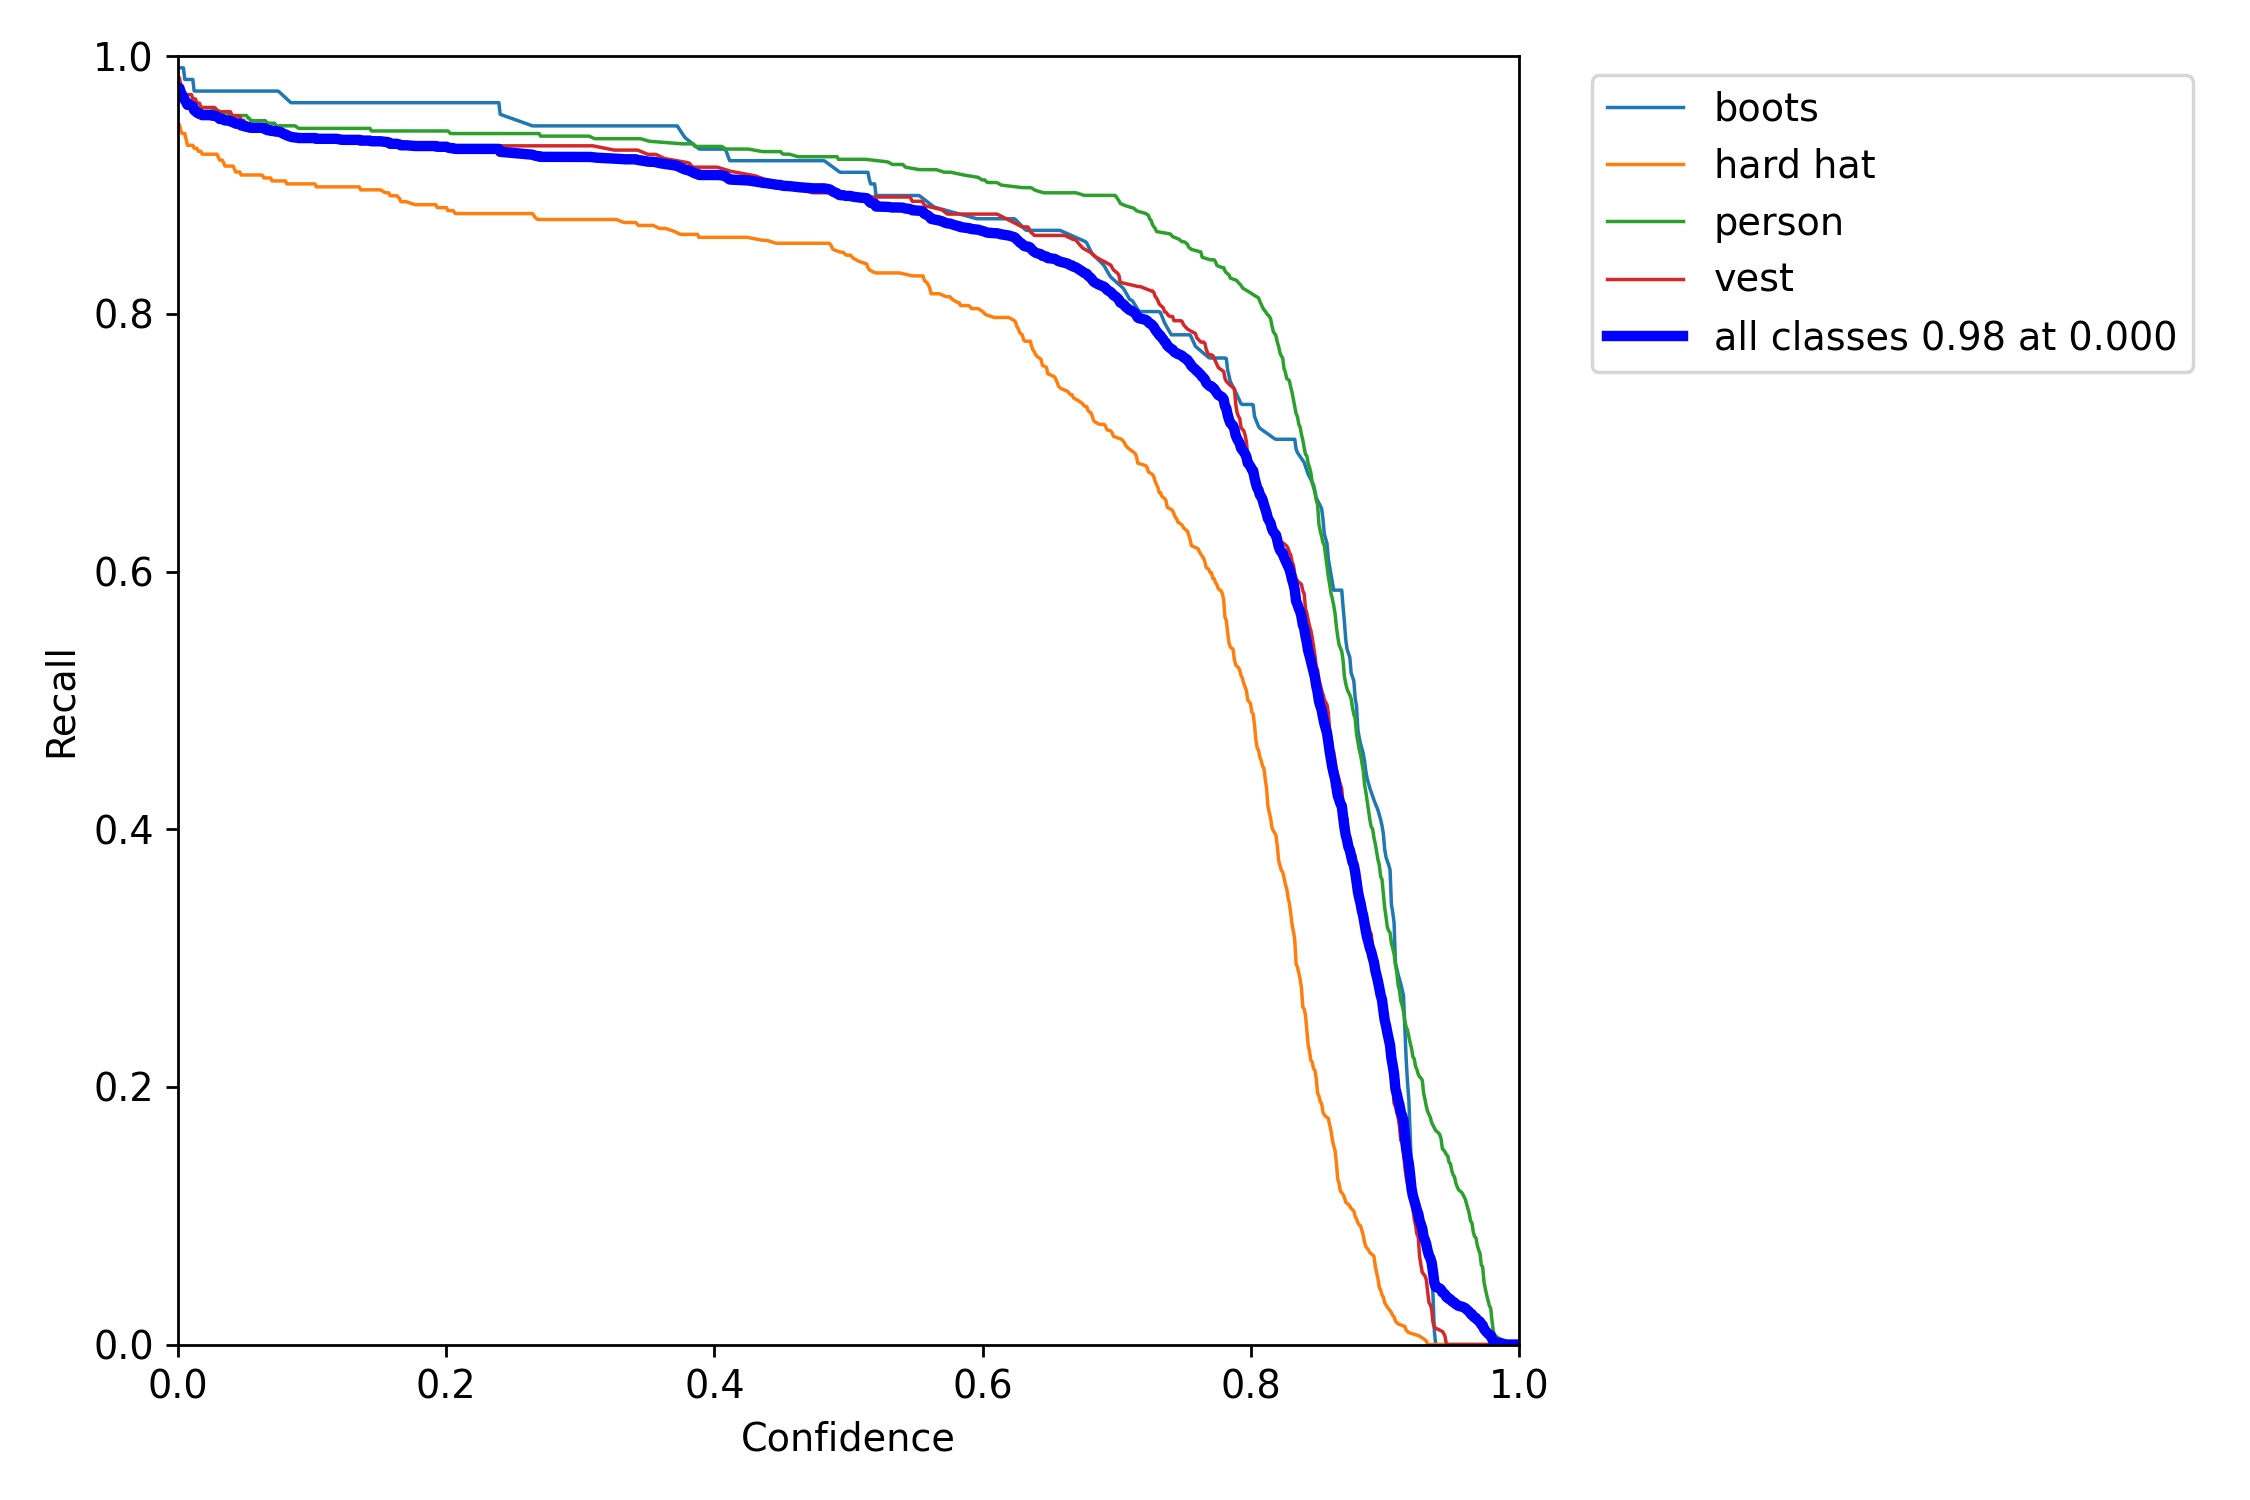 1.0
0.8
0.6
0.4
0.2
0.0
0.0 0.2 0.4 0.6 0.8 1.0
Recall
Confidence
boots
hard hat
person
vest
all classes 0.98 at 0.000